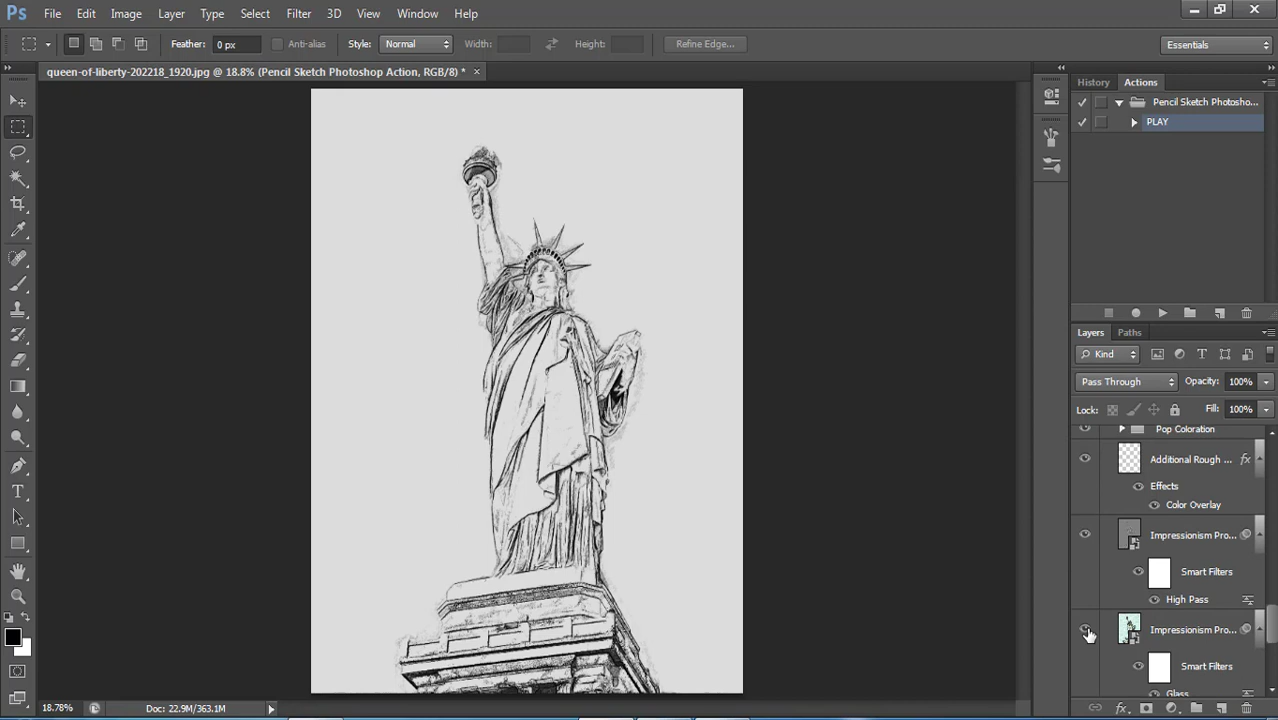 Ps File Edit Image Layer Type Select Filter 3D View Window Help
Feather: 0 px Anti-alias Style: Normal Width: Height: Refine Edge... Essentials
queen-of-liberty-202218_1920.jpg @ 18.8% (Pencil Sketch Photoshop Action, RGB/8) * ×
History Actions
Pencil Sketch Photosho...
PLAY
Layers Paths
Kind
Pass Through Opacity: 100%
Lock: Fill: 100%
Pop Coloration
Additional Rough ... fx
Effects
Color Overlay
Impressionism Pro...
Smart Filters
High Pass
Impressionism Pro...
Smart Filters
Glass
18.78% Doc: 22.9M/363.1M
fx